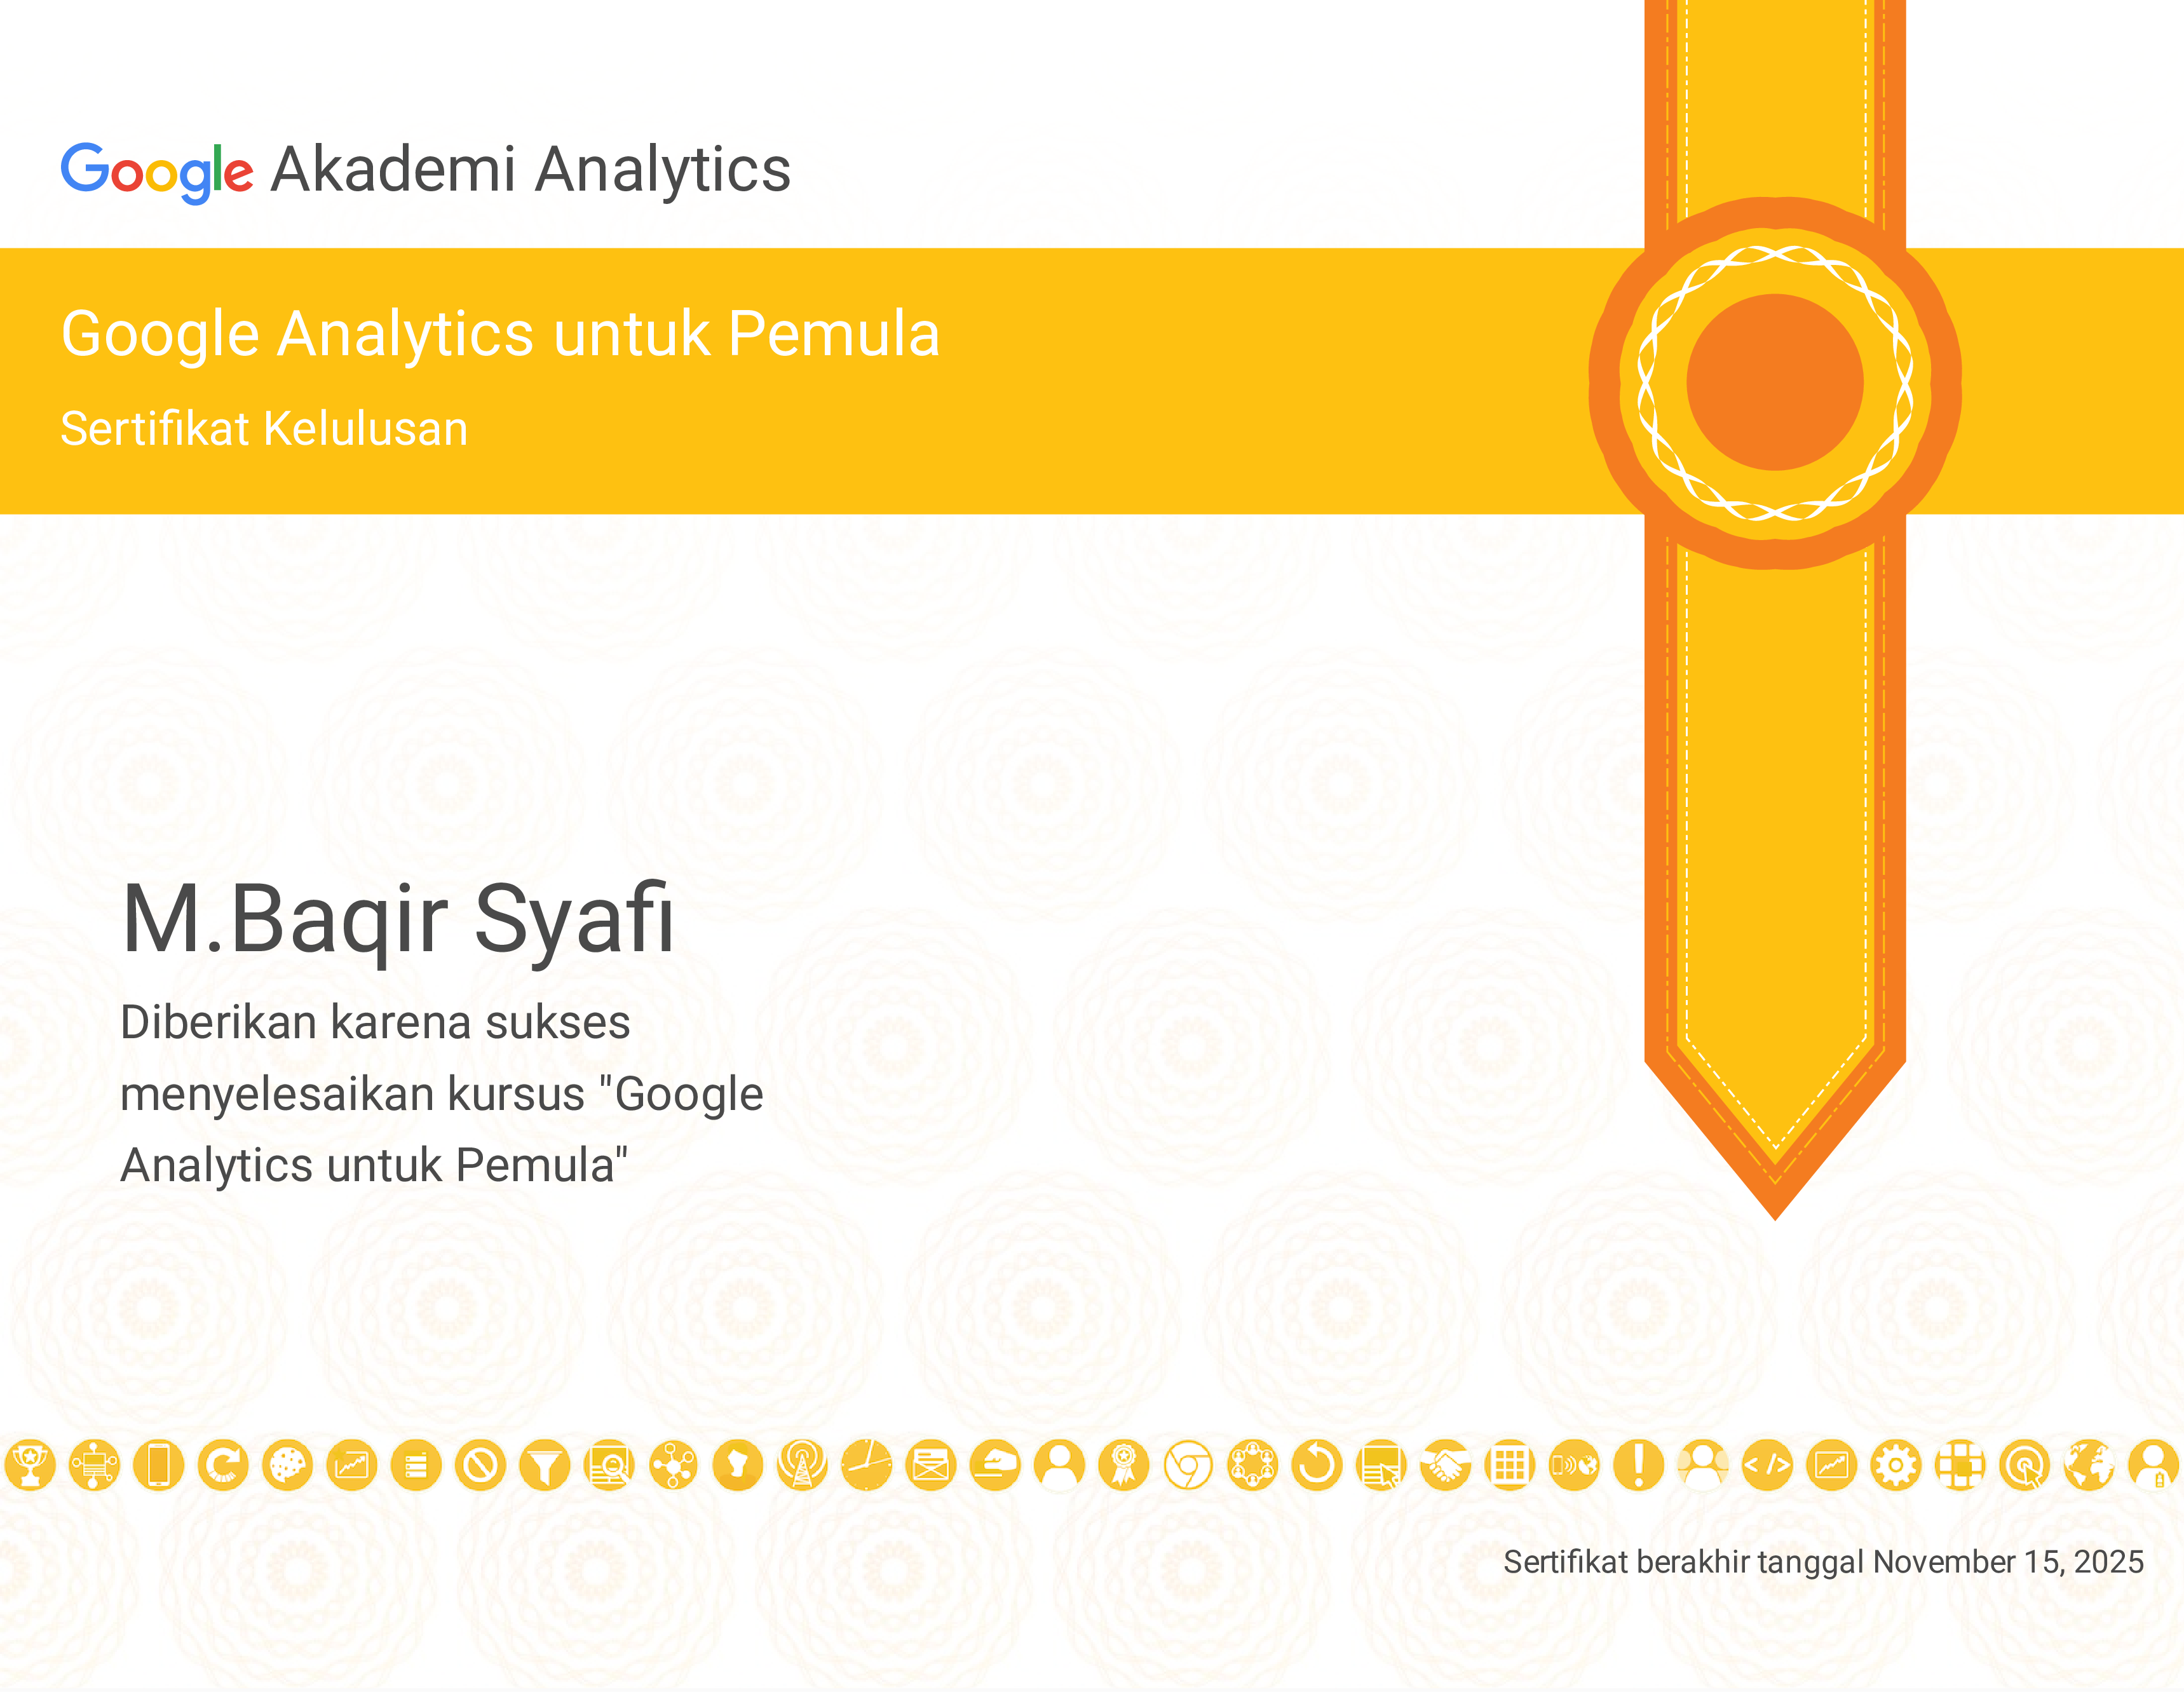 Google Akademi Analytics
Google Analytics untuk Pemula
Sertifikat Kelulusan
M.Baqir Syafi
Diberikan karena sukses
menyelesaikan kursus "Google
Analytics untuk Pemula"
Sertifikat berakhir tanggal November 15, 2025